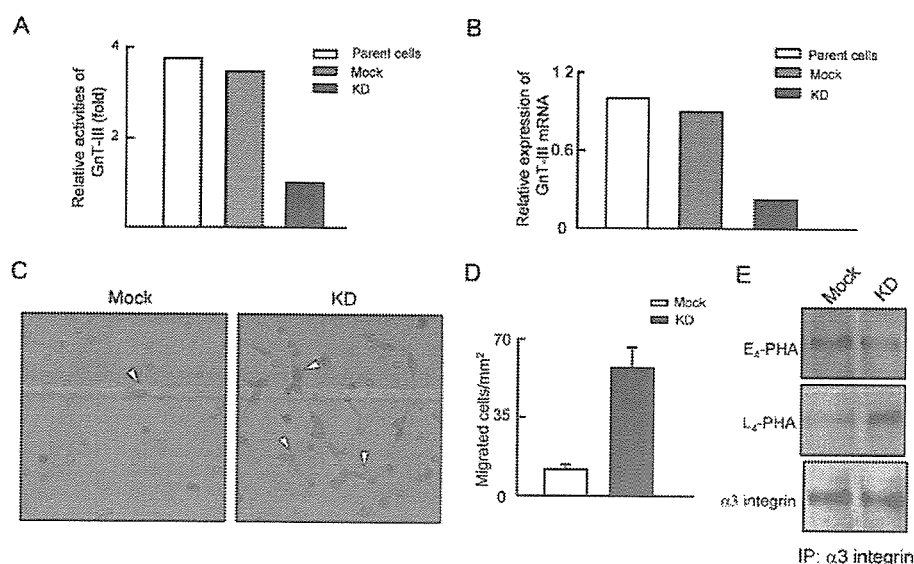 A
Relative activities of
GnT-III (fold)
4
2
Parent cells
Mock
KD
B
Relative expression of
GnT-III mRNA
1.2
0.6
0
Parent cells
Mock
KD
C
Mock
KD
D
Migrated cells/mm²
70
35
0
Mock
KD
E
Mock KD
E₄-PHA
L₄-PHA
α3 integrin
IP: α3 integrin